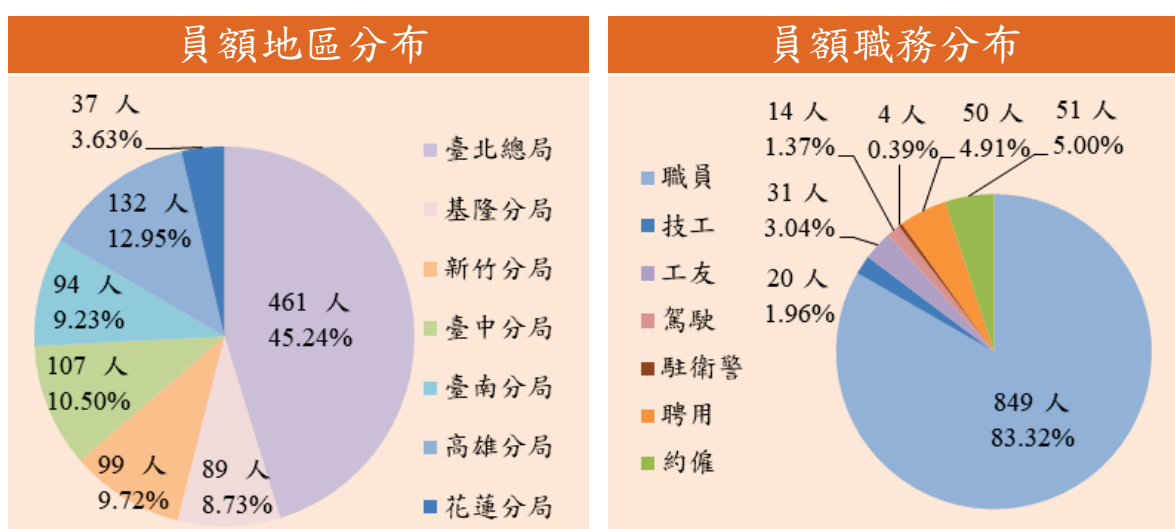 員額地區分布
37 人
3.63%
132 人
12.95%
94 人
9.23%
107 人
10.50%
99 人
9.72%
89 人
8.73%
461 人
45.24%
臺北總局
基隆分局
新竹分局
臺中分局
臺南分局
高雄分局
花蓮分局
員額職務分布
14 人
1.37%
4 人
0.39%
50 人
4.91%
51 人
5.00%
31 人
3.04%
20 人
1.96%
849 人
83.32%
職員
技工
工友
駕駛
駐衛警
聘用
約僱